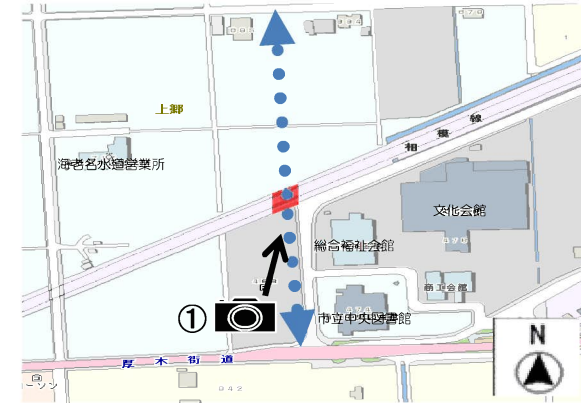 上郷
相模線
海老名水道営業所
文化会館
総合福祉会館
商工会館
①
市立中央図書館
厚木街道
N